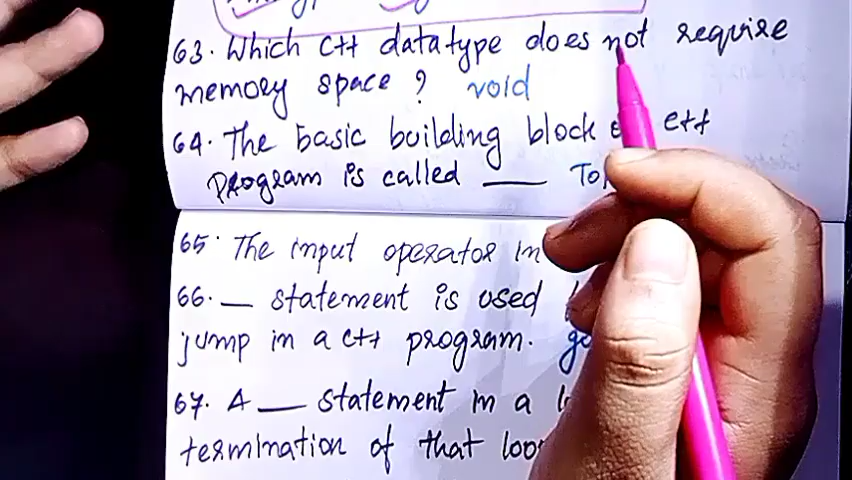 63. Which C++ datatype does not require
memory space ? void
64. The basic building block C++
Program is called ___
65. The input operator in
66. ___ statement is used
jump in a C++ program.
67. A ___ statement in a
termination of that